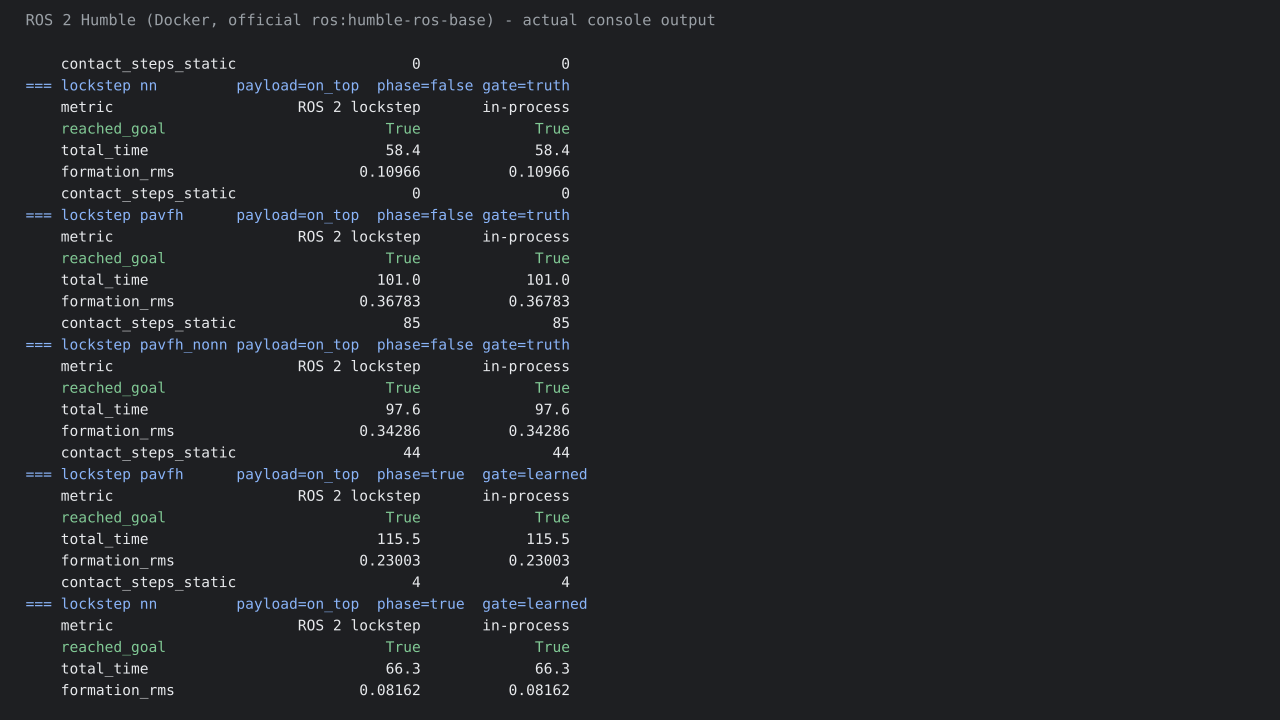 ROS 2 Humble (Docker, official ros:humble-ros-base) - actual console output
contact_steps_static 0 0
=== lockstep nn payload=on_top phase=false gate=truth
metric ROS 2 lockstep in-process
reached_goal True True
total_time 58.4 58.4
formation_rms 0.10966 0.10966
contact_steps_static 0 0
=== lockstep pavfh payload=on_top phase=false gate=truth
metric ROS 2 lockstep in-process
reached_goal True True
total_time 101.0 101.0
formation_rms 0.36783 0.36783
contact_steps_static 85 85
=== lockstep pavfh_nonn payload=on_top phase=false gate=truth
metric ROS 2 lockstep in-process
reached_goal True True
total_time 97.6 97.6
formation_rms 0.34286 0.34286
contact_steps_static 44 44
=== lockstep pavfh payload=on_top phase=true gate=learned
metric ROS 2 lockstep in-process
reached_goal True True
total_time 115.5 115.5
formation_rms 0.23003 0.23003
contact_steps_static 4 4
=== lockstep nn payload=on_top phase=true gate=learned
metric ROS 2 lockstep in-process
reached_goal True True
total_time 66.3 66.3
formation_rms 0.08162 0.08162